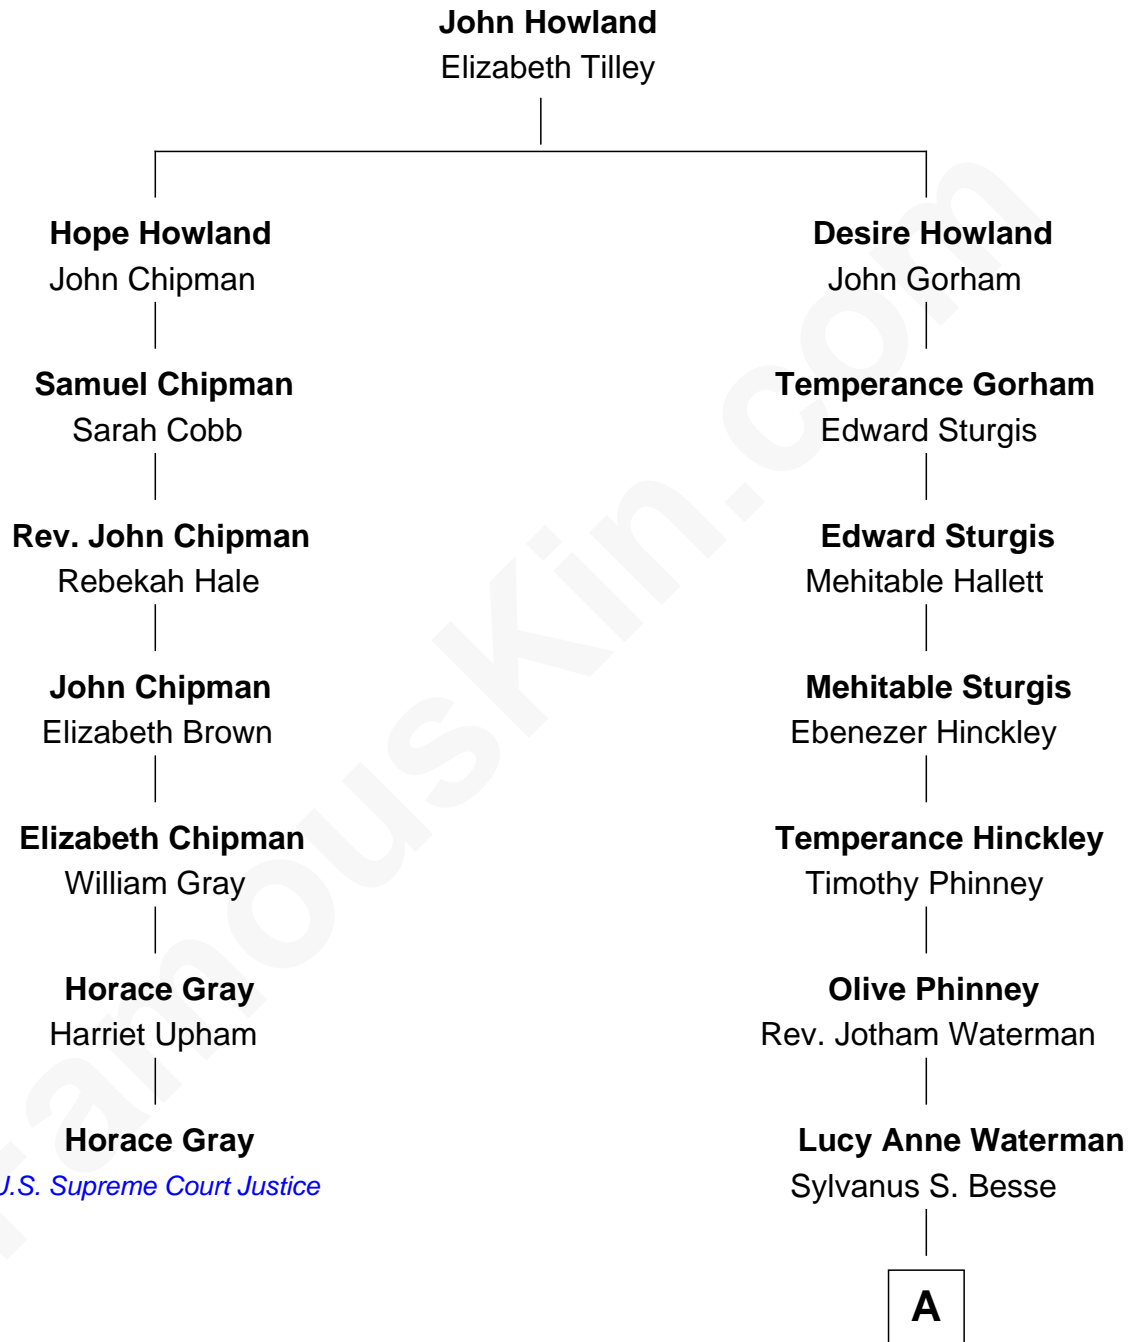 John Howland
Elizabeth Tilley
Hope Howland
John Chipman
Desire Howland
John Gorham
Samuel Chipman
Sarah Cobb
Temperance Gorham
Edward Sturgis
Rev. John Chipman
Rebekah Hale
Edward Sturgis
Mehitable Hallett
John Chipman
Elizabeth Brown
Mehitable Sturgis
Ebenezer Hinckley
Elizabeth Chipman
William Gray
Temperance Hinckley
Timothy Phinney
Horace Gray
Harriet Upham
Olive Phinney
Rev. Jotham Waterman
Horace Gray
U.S. Supreme Court Justice
Lucy Anne Waterman
Sylvanus S. Besse
A
FamousKin.com